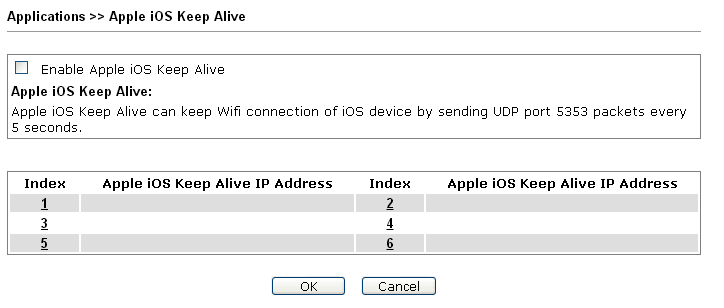 Applications >> Apple iOS Keep Alive
Enable Apple iOS Keep Alive
Apple iOS Keep Alive:
Apple iOS Keep Alive can keep Wifi connection of iOS device by sending UDP port 5353 packets every
5 seconds.
Index Apple iOS Keep Alive IP Address Index Apple iOS Keep Alive IP Address
1 2
3 4
5 6
OK Cancel